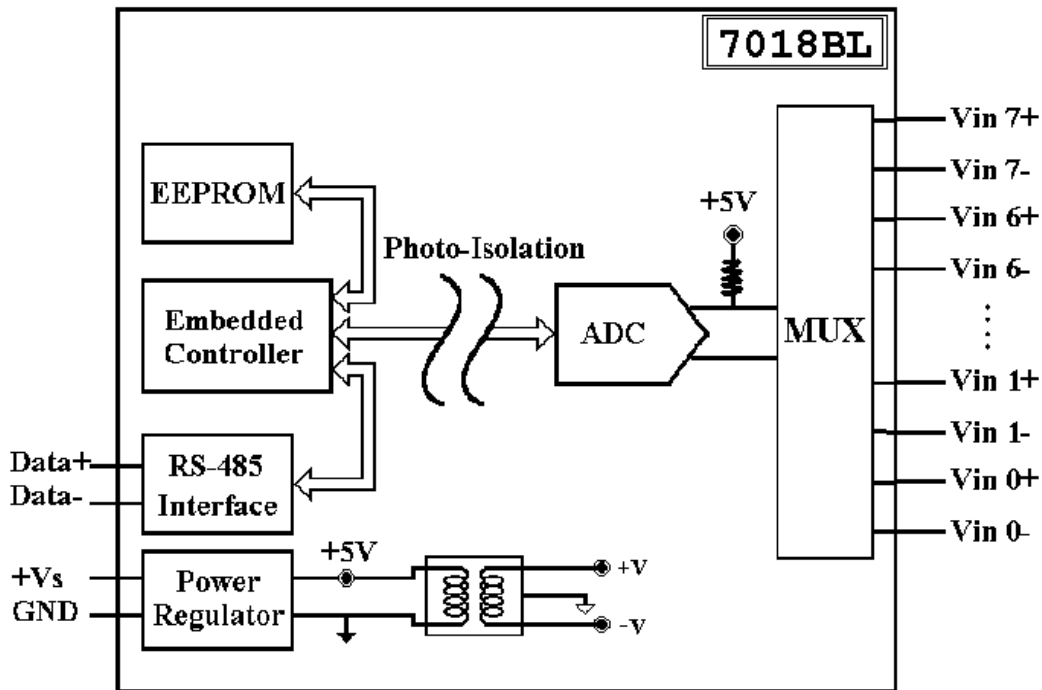 7018BL
EEPROM
Embedded
Controller
RS-485
Interface
Power
Regulator
Data+
Data-
+Vs
GND
Photo-Isolation
ADC
+5V
MUX
Vin 7+
Vin 7-
Vin 6+
Vin 6-
.....
Vin 1+
Vin 1-
Vin 0+
Vin 0-
+5V
+V
-V